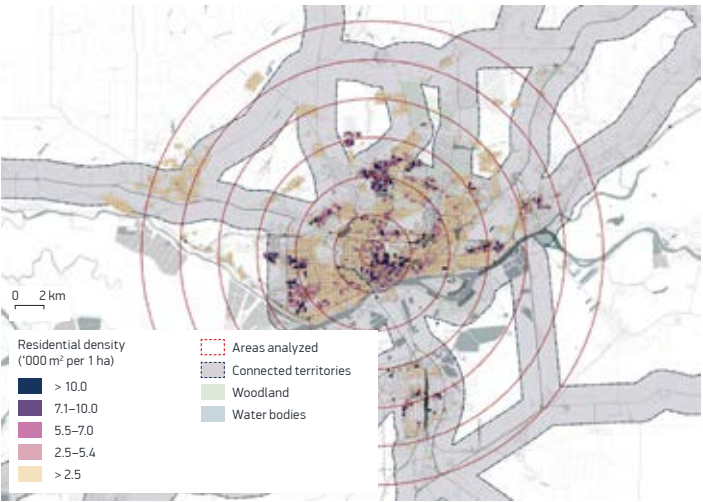 0 2 km
Residential density
('000 m² per 1 ha)
> 10.0
7.1–10.0
5.5–7.0
2.5–5.4
> 2.5
Areas analyzed
Connected territories
Woodland
Water bodies